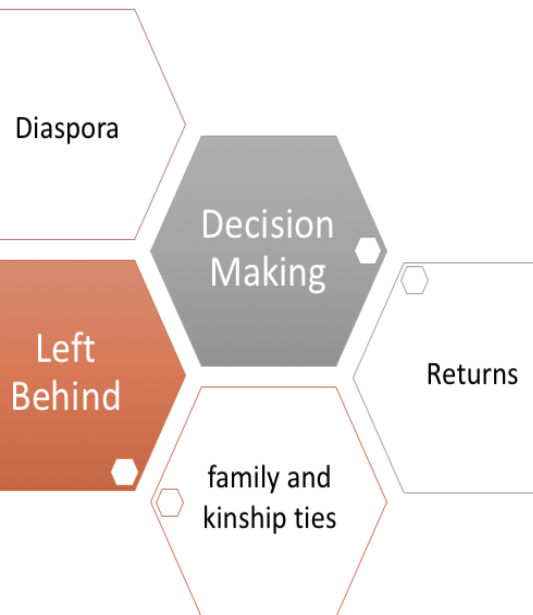 Diaspora
Decision
Making
Left
Behind
Returns
family and
kinship ties